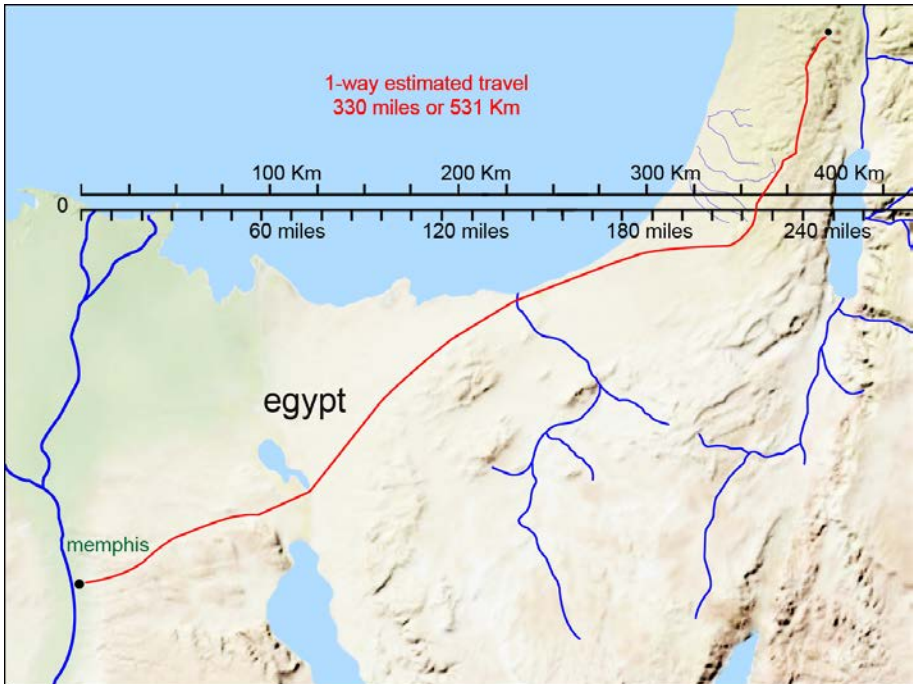 1-way estimated travel
330 miles or 531 Km
100 Km 200 Km 300 Km 400 Km
0
60 miles 120 miles 180 miles 240 miles
egypt
memphis